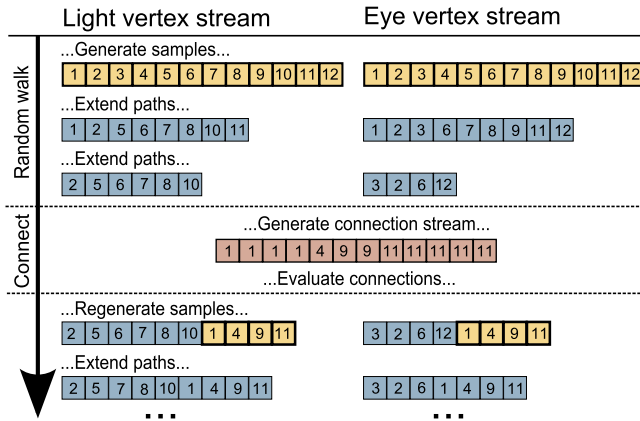 Light vertex stream Eye vertex stream
Random walk
...Generate samples...
1 2 3 4 5 6 7 8 9 10 11 12 1 2 3 4 5 6 7 8 9 10 11 12
...Extend paths...
1 2 5 6 7 8 10 11 1 2 3 6 7 8 9 11 12
...Extend paths...
2 5 6 7 8 10 3 2 6 12
Connect
...Generate connection stream...
1 1 1 1 4 9 9 11 11 11 11 11
...Evaluate connections...
...Regenerate samples...
2 5 6 7 8 10 1 4 9 11 3 2 6 12 1 4 9 11
...Extend paths...
2 5 7 8 10 1 4 9 11 3 2 6 1 4 9 11
... ...